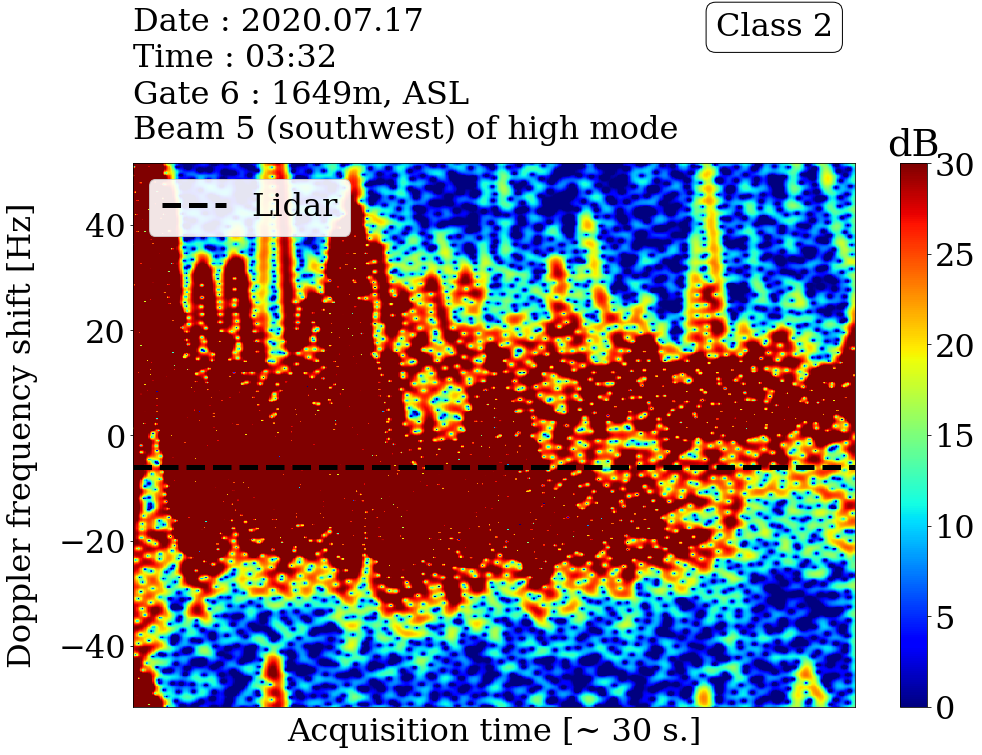 Date : 2020.07.17
Time : 03:32
Gate 6 : 1649m, ASL
Beam 5 (southwest) of high mode
Class 2
dB
Lidar
Doppler frequency shift [Hz]
40
20
0
−20
−40
30
25
20
15
10
5
0
Acquisition time [~ 30 s.]